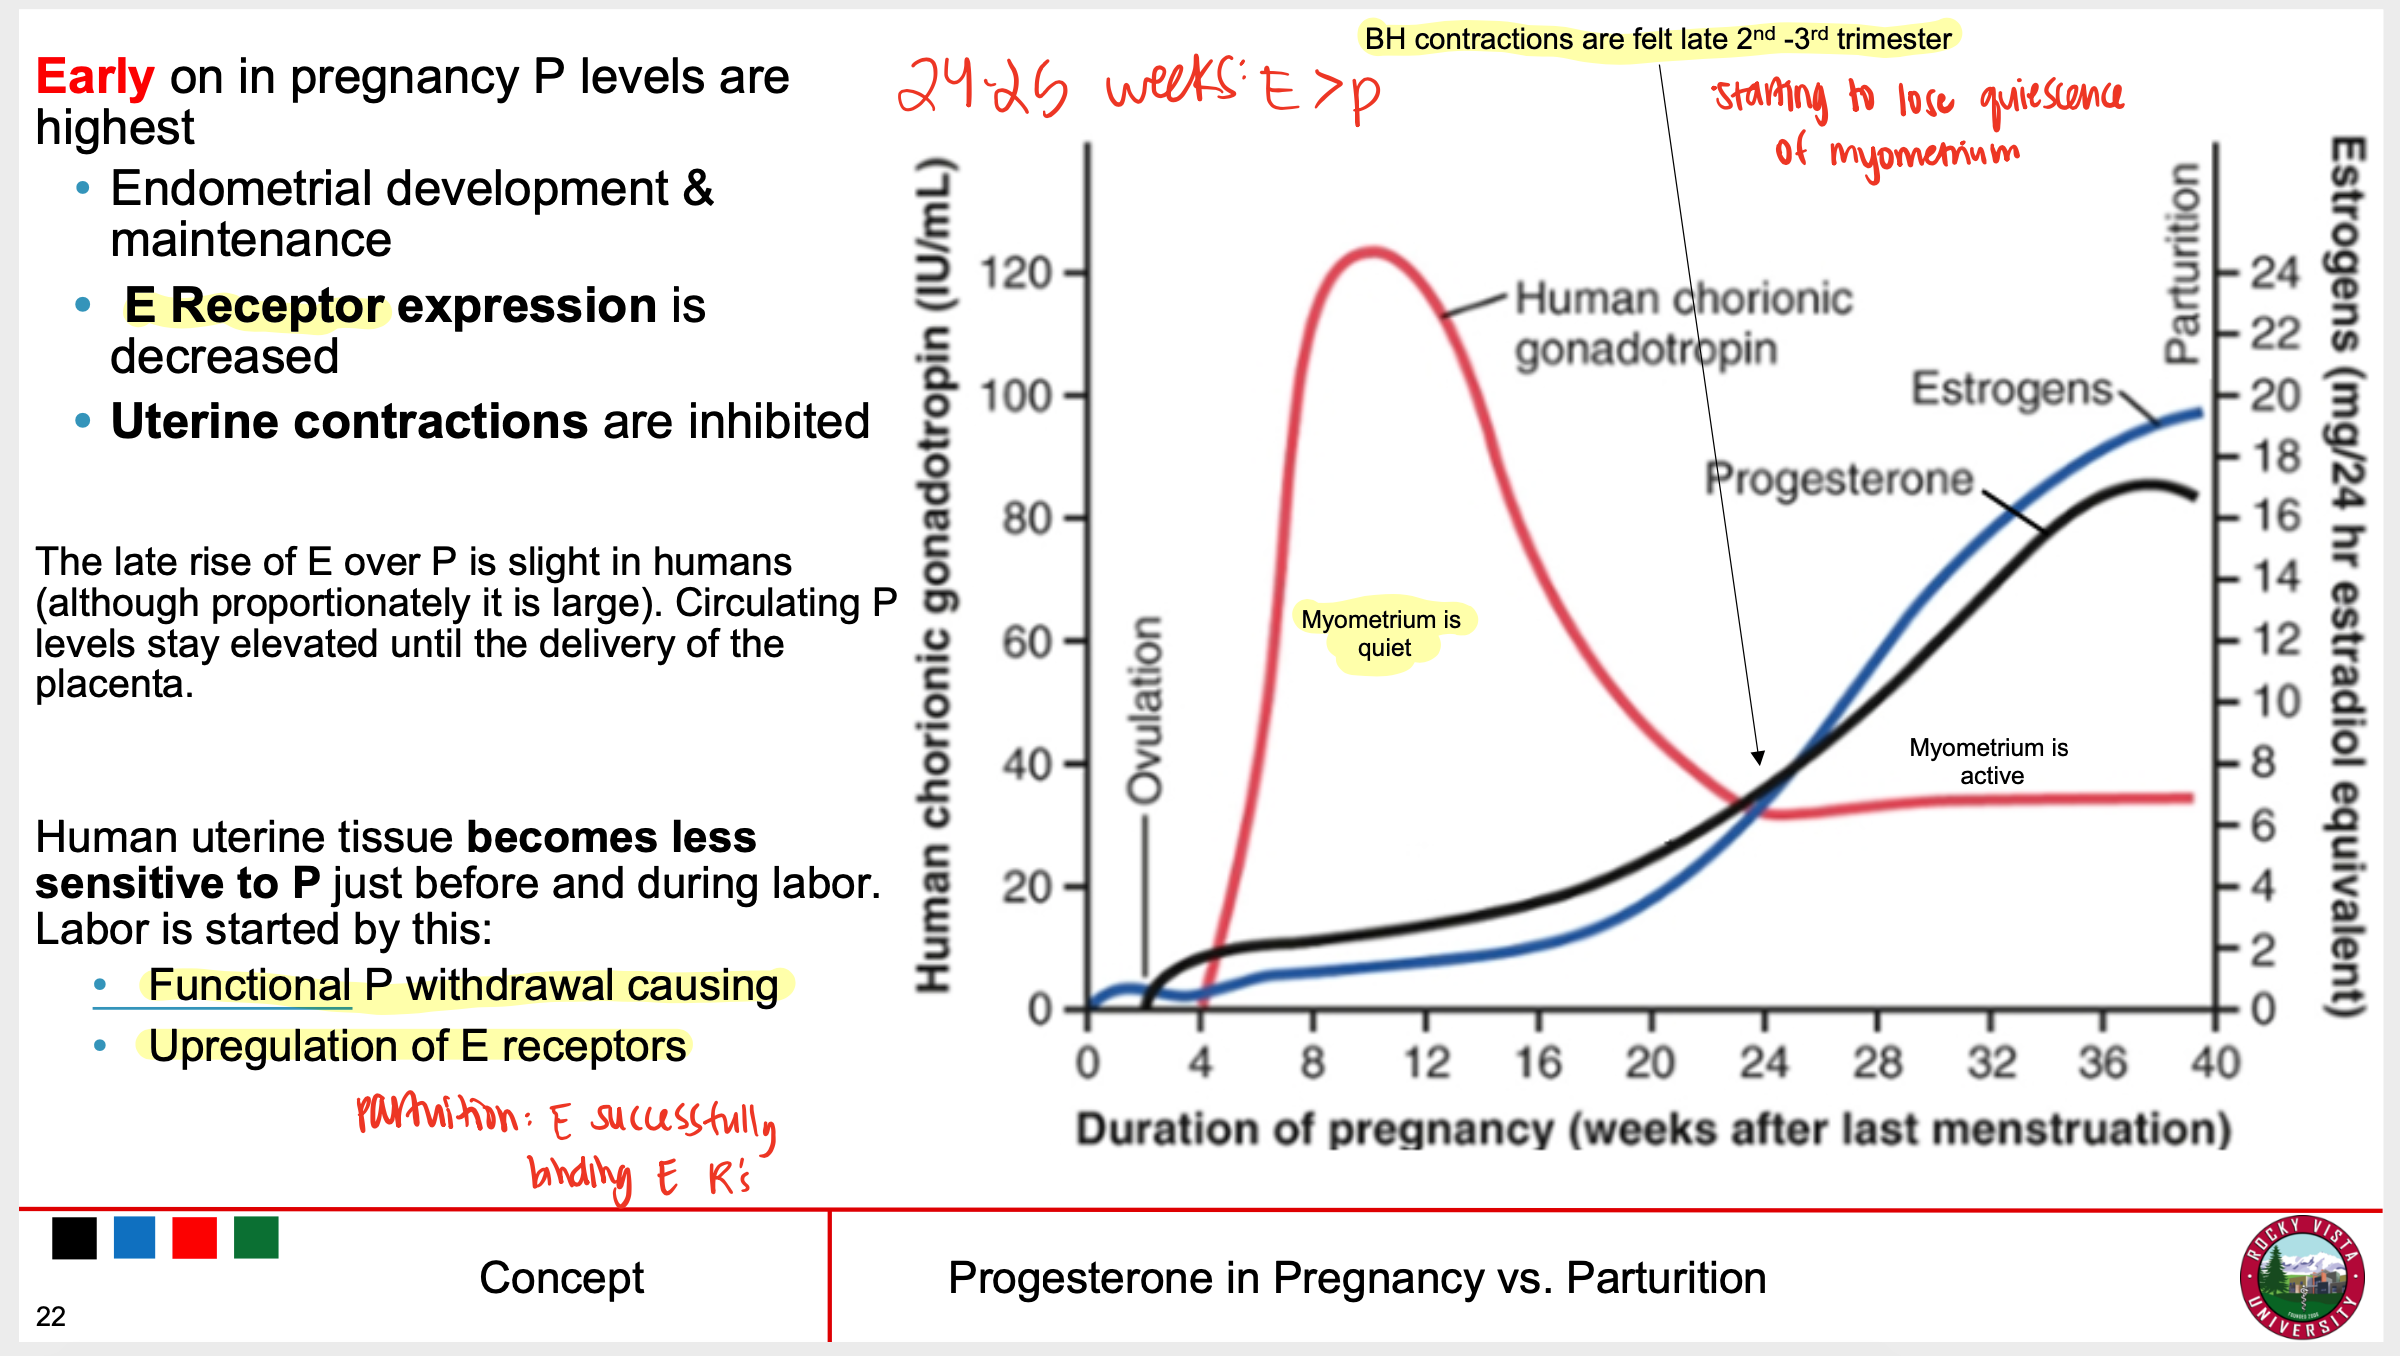 BH contractions are felt late 2nd -3rd trimester
Early on in pregnancy P levels are
highest
24-25 weeks: E > p
starting to lose quiescence
of myometrium
• Endometrial development &
maintenance
• E Receptor expression is
decreased
• Uterine contractions are inhibited
The late rise of E over P is slight in humans
(although proportionately it is large). Circulating P
levels stay elevated until the delivery of the
placenta.
Human uterine tissue becomes less
sensitive to P just before and during labor.
Labor is started by this:
• Functional P withdrawal causing
• Upregulation of E receptors
partuition: E successfully
binding E R's
Human chorionic gonadotropin (IU/mL)
120
100
80
60
40
20
0
Ovulation
Human chorionic
gonadotropin
Myometrium is
quiet
Estrogens
Progesterone
Myometrium is
active
Parturition
24
22
20
18
16
14
12
10
8
6
4
2
0
Estrogens (mg/24 hr estradiol equivalent)
0 4 8 12 16 20 24 28 32 36 40
Duration of pregnancy (weeks after last menstruation)
Concept
Progesterone in Pregnancy vs. Parturition
22
ROCKY VISTA
UNIVERSITY